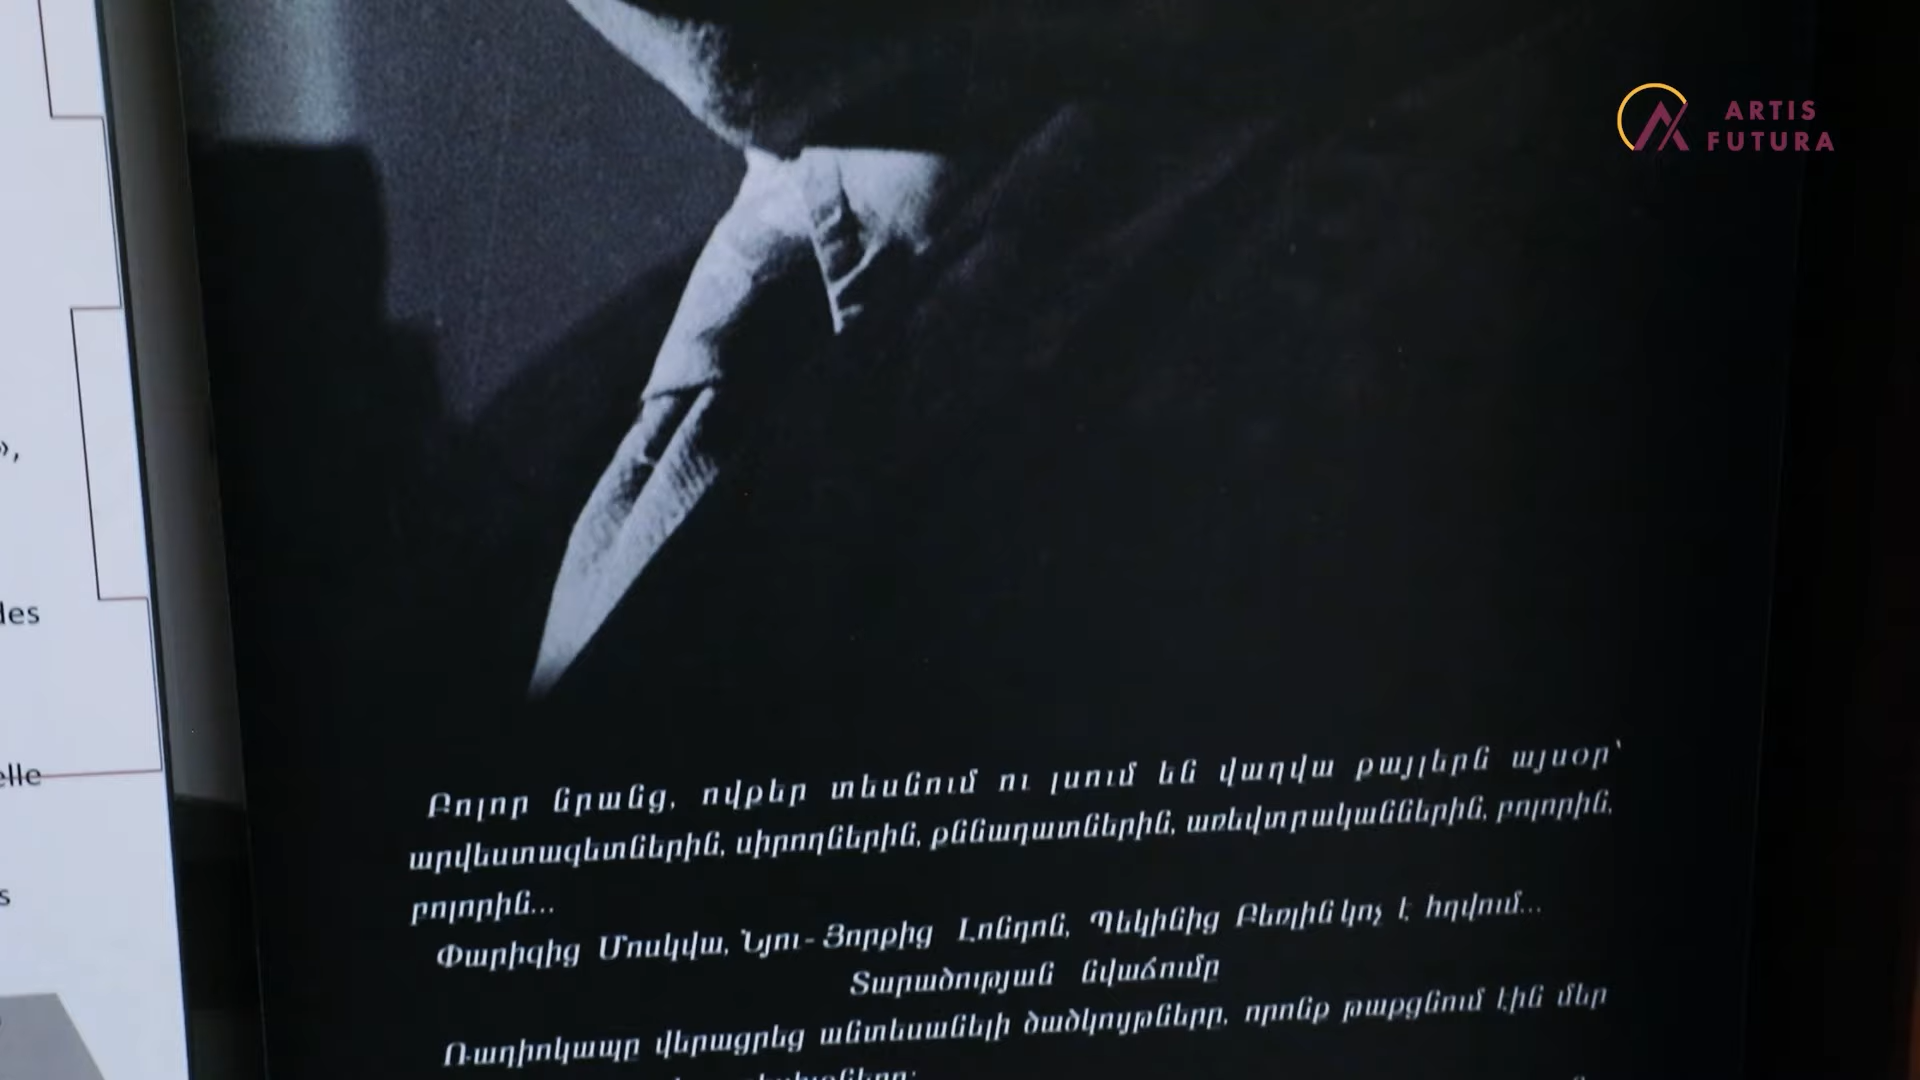 ARTIS
FUTURA
»,
des
elle
s
Բոլոր նրանց, ովքեր տեսնում ու լսում են վաղվա քայլերն այսօր՝
արվեստագետներին, սիրողներին, քննադատներին, առևտրականներին, բոլորին,
բոլորին...
Փարիզից Մոսկվա, Նյու-Յորքից Լոնդոն, Պեկինից Բեռլին կոչ է հղվում...
Տարածության նվաճումը
Ռադիոկապը վերացրեց անտեսանելի ծածկույթները, որոնք թաքցնում էին մեր